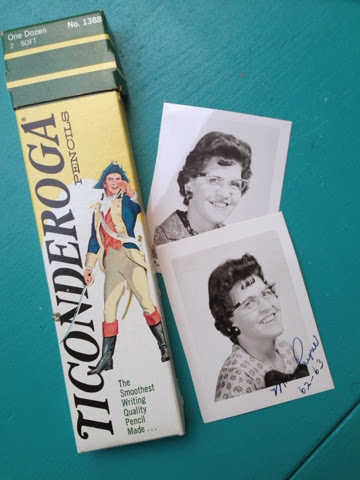 One Dozen No. 1388
2 SOFT
TICONDEROGA
PENCILS
The
Smoothest
Writing
Quality
Pencil
Made...
62-63